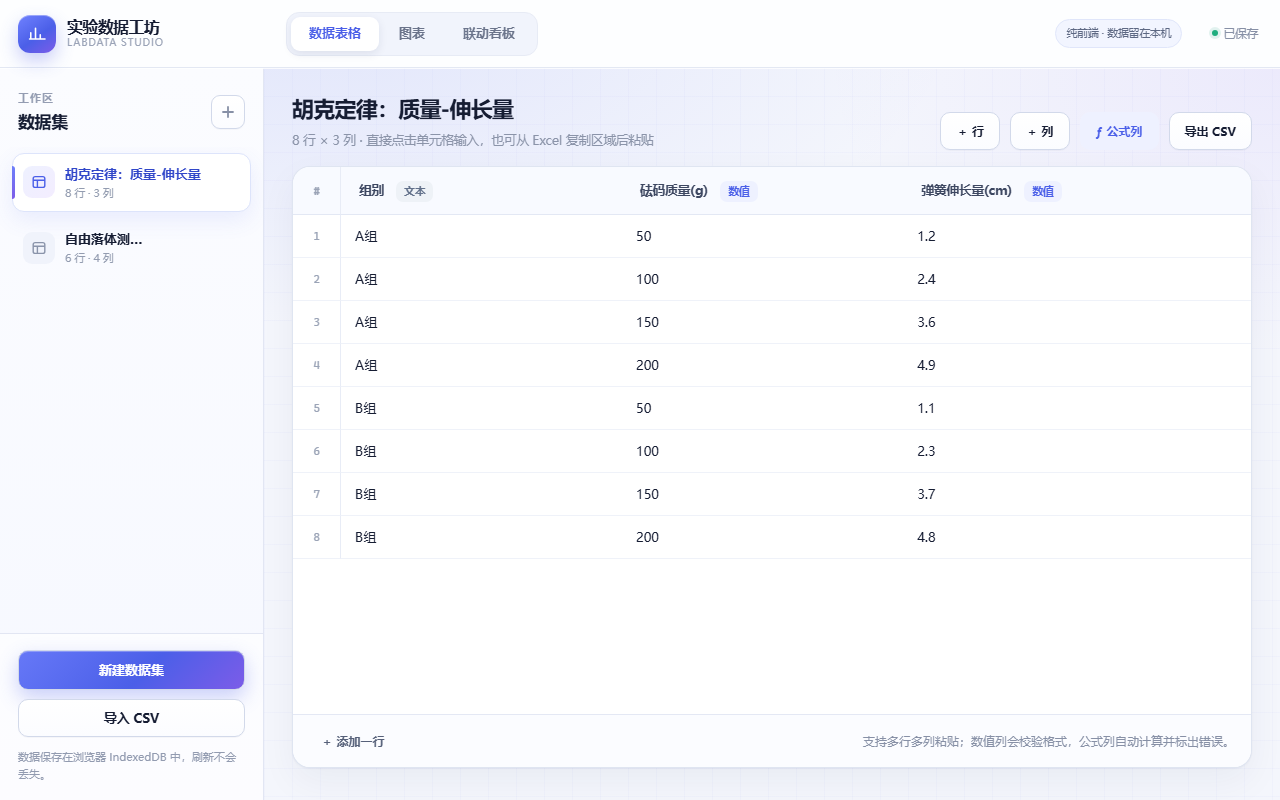 实验数据工坊
LABDATA STUDIO
数据表格
图表
联动看板
纯前端 · 数据留在本机
已保存
工作区
数据集
+
胡克定律：质量-伸长量
8 行 · 3 列
自由落体测...
6 行 · 4 列
新建数据集
导入 CSV
数据保存在浏览器 IndexedDB 中，刷新不会
丢失。
胡克定律：质量-伸长量
8 行 × 3 列 · 直接点击单元格输入，也可从 Excel 复制区域后粘贴
+ 行
+ 列
ƒ 公式列
导出 CSV
# 组别 文本 砝码质量(g) 数值 弹簧伸长量(cm) 数值
1 A组 50 1.2
2 A组 100 2.4
3 A组 150 3.6
4 A组 200 4.9
5 B组 50 1.1
6 B组 100 2.3
7 B组 150 3.7
8 B组 200 4.8
+ 添加一行
支持多行多列粘贴；数值列会校验格式，公式列自动计算并标出错误。